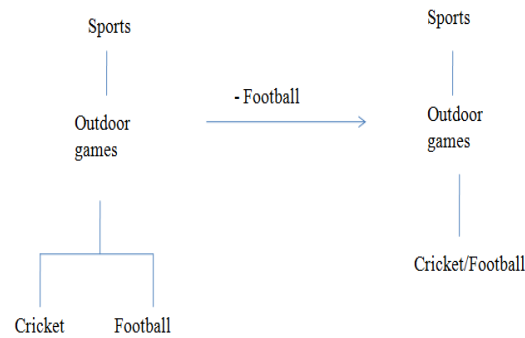 Sports
Outdoor
games
Cricket
Football
- Football
Sports
Outdoor
games
Cricket/Football